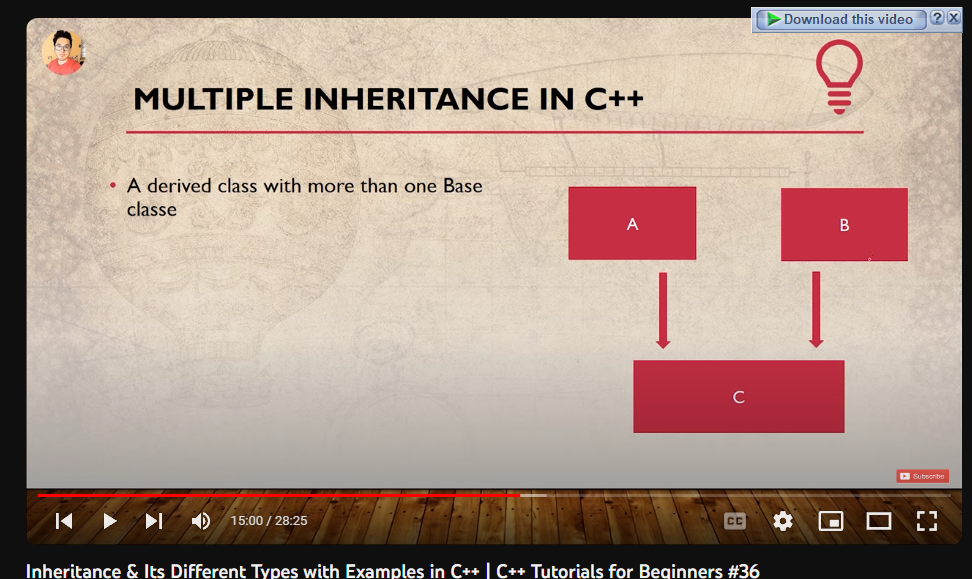 Download this video
?
X
MULTIPLE INHERITANCE IN C++
• A derived class with more than one Base
classe
A
B
C
Subscribe
15:00 / 28:25
CC
Inheritance & Its Different Types with Examples in C++ | C++ Tutorials for Beginners #36